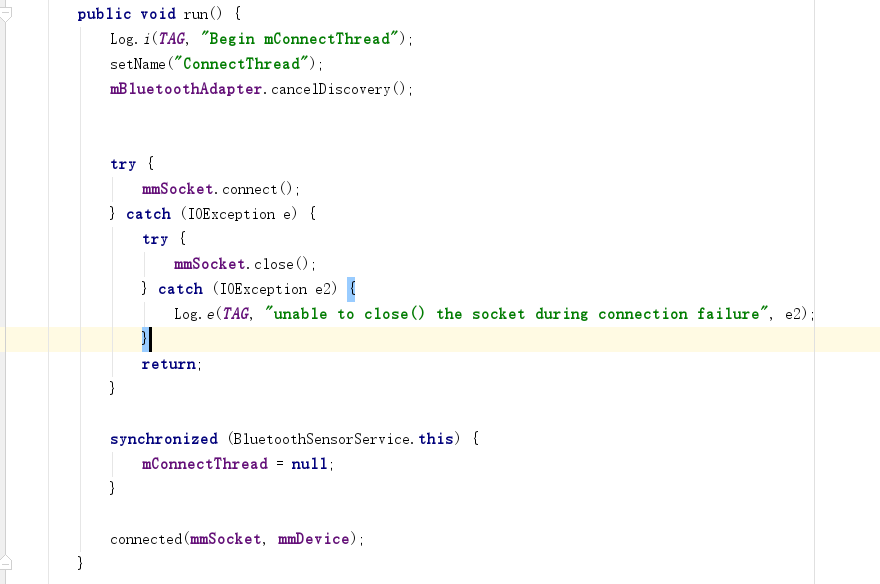 public void run() {
Log.i(TAG, "Begin mConnectThread");
setName("ConnectThread");
mBluetoothAdapter.cancelDiscovery();
try {
mmSocket.connect();
} catch (IOException e) {
try {
mmSocket.close();
} catch (IOException e2) {
Log.e(TAG, "unable to close() the socket during connection failure", e2);
}
return;
}
synchronized (BluetoothSensorService.this) {
mConnectThread = null;
}
connected(mmSocket, mmDevice);
}